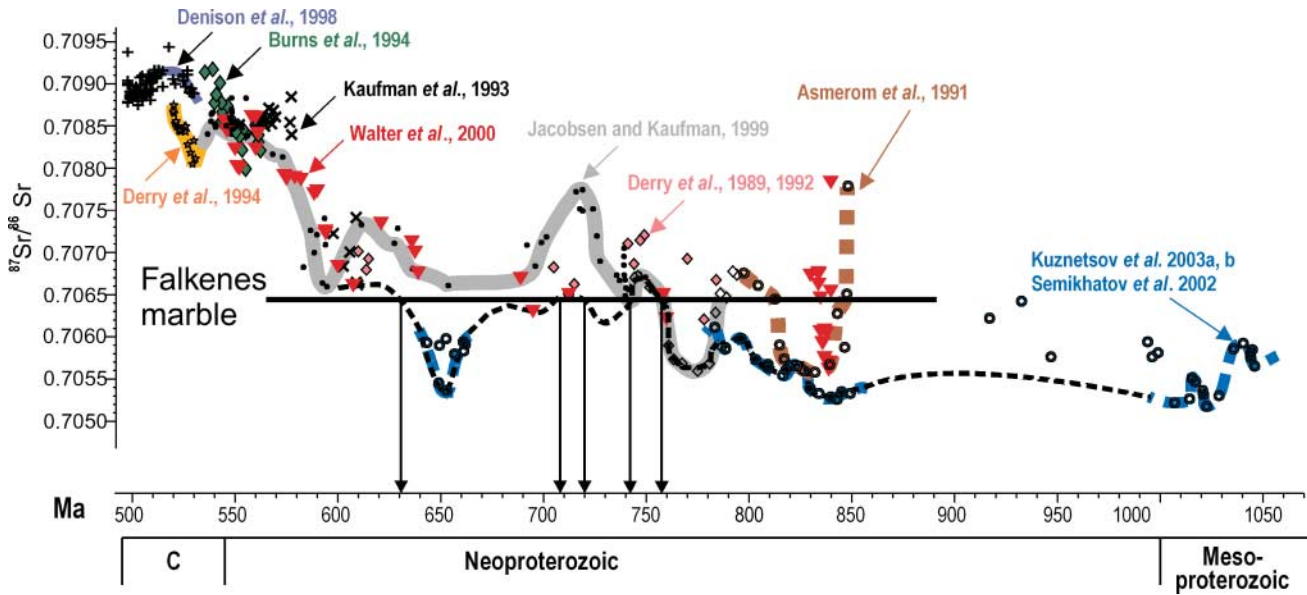 Denison et al., 1998
Burns et al., 1994
Kaufman et al., 1993
Walter et al., 2000
Jacobsen and Kaufman, 1999
Asmerom et al., 1991
Derry et al., 1994
Derry et al., 1989, 1992
Kuznetsov et al. 2003a, b
Semikhatov et al. 2002
Falkenes
marble
87Sr/86 Sr
0.7095
0.7090
0.7085
0.7080
0.7075
0.7070
0.7065
0.7060
0.7055
0.7050
Ma
500 550 600 650 700 750 800 850 900 950 1000 1050
C Neoproterozoic Meso-
proterozoic